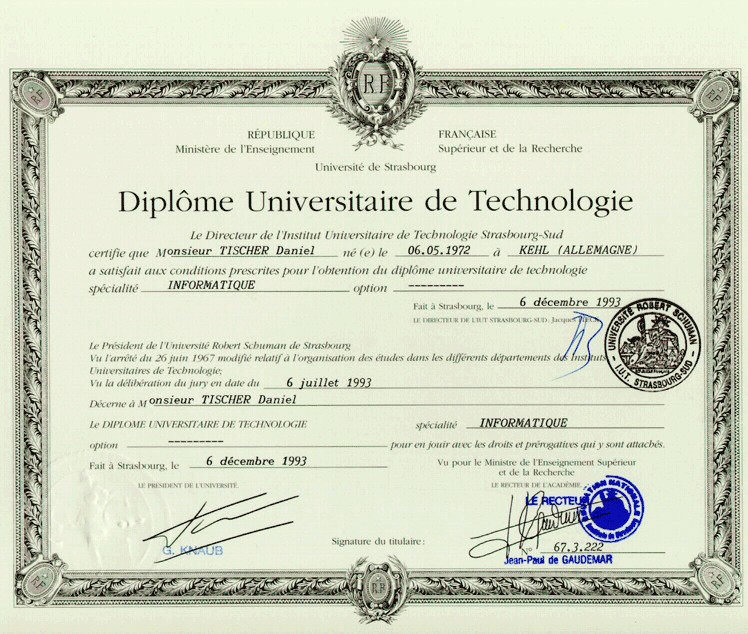 RF
RÉPUBLIQUE FRANÇAISE
Ministère de l'Enseignement Supérieur et de la Recherche
Université de Strasbourg
Diplôme Universitaire de Technologie
Le Directeur de l'Institut Universitaire de Technologie Strasbourg-Sud
certifie que Monsieur TISCHER Daniel né(e) le 06.05.1972 à KEHL (ALLEMAGNE)
a satisfait aux conditions prescrites pour l'obtention du diplôme universitaire de technologie
spécialité INFORMATIQUE option ---------
Fait à Strasbourg, le 6 décembre 1993
LE DIRECTEUR DE L'IUT STRASBOURG-SUD: Jacques
UNIVERSITÉ ROBERT SCHUMAN
- I.U.T. STRASBOURG-SUD -
Le Président de l'Université Robert Schuman de Strasbourg
Vu l'arrêté du 26 juin 1967 modifié relatif à l'organisation des études dans les différents départements des Instituts
Universitaires de Technologie;
Vu la délibération du jury en date du 6 juillet 1993
Décerne à Monsieur TISCHER Daniel
Le DIPLOME UNIVERSITAIRE DE TECHNOLOGIE spécialité INFORMATIQUE
option --------- pour en jouir avec les droits et prérogatives qui y sont attachés.
Fait à Strasbourg, le 6 décembre 1993
Vu pour le Ministre de l'Enseignement Supérieur
et de la Recherche
LE PRÉSIDENT DE L'UNIVERSITÉ
LE RECTEUR DE L'ACADÉMIE
LE RECTEUR
EDUCATION NATIONALE
G. KNAUB
Signature du titulaire :
No 67.3.222
Jean-Paul de GAUDEMAR
RF